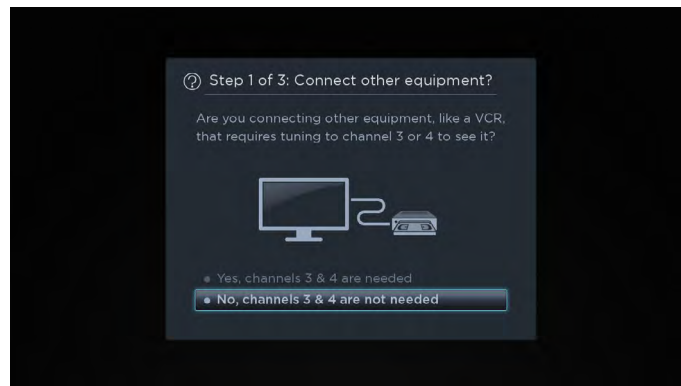 Step 1 of 3: Connect other equipment?
Are you connecting other equipment, like a VCR,
that requires tuning to channel 3 or 4 to see it?
Yes, channels 3 & 4 are needed
No, channels 3 & 4 are not needed